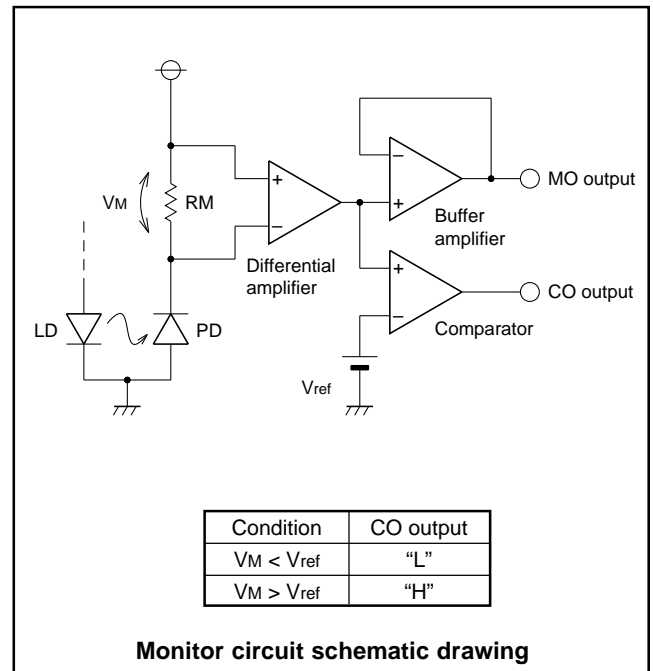 +
−
VM
RM
−
+
MO output
Buffer
amplifier
Differential
amplifier
+
−
CO output
Comparator
LD
PD
Vref
Condition CO output
VM < Vref “L”
VM > Vref “H”
Monitor circuit schematic drawing